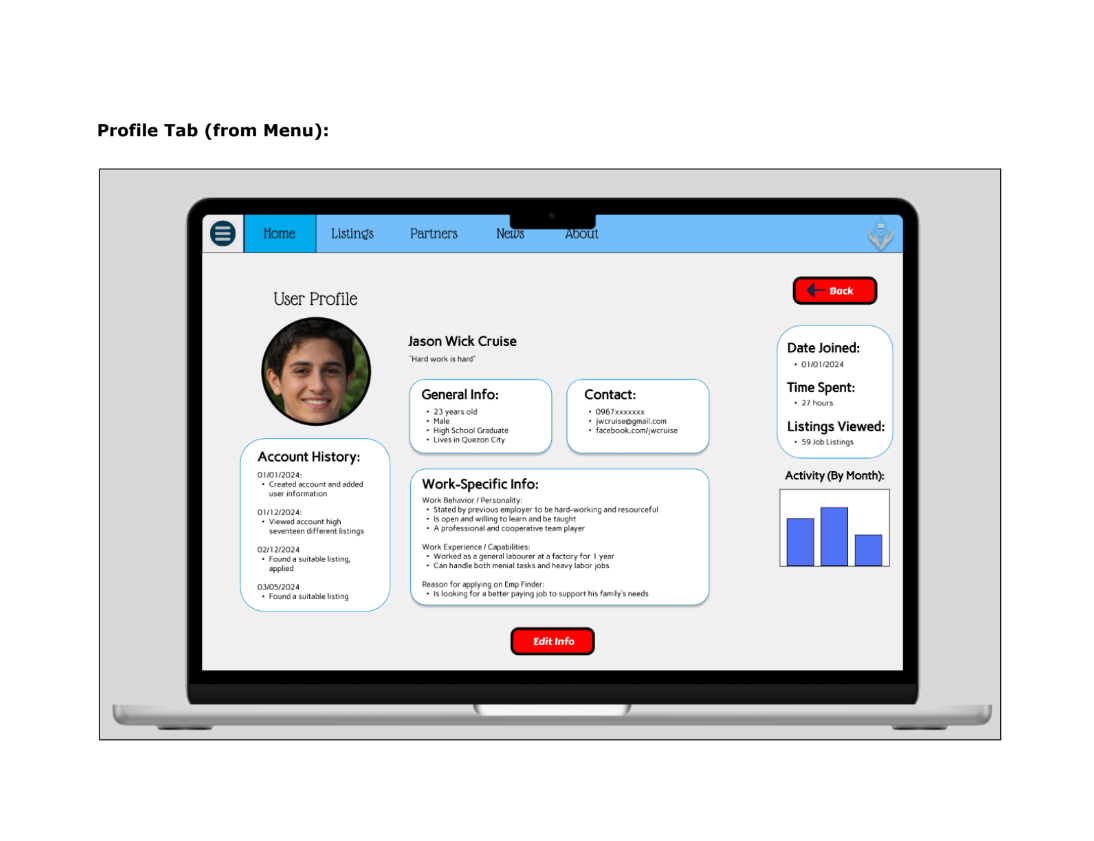 Profile Tab (from Menu):
Home
Listings
Partners
News
About
Back
User Profile
Jason Wick Cruise
"Hard work is hard"
General Info:
• 23 years old
• Male
• High School Graduate
• Lives in Quezon City
Contact:
• 0967xxxxxxx
• jwcruise@gmail.com
• facebook.com/jwcruise
Date Joined:
• 01/01/2024
Time Spent:
• 27 hours
Listings Viewed:
• 59 Job Listings
Account History:
01/01/2024:
• Created account and added
user information
01/12/2024:
• Viewed account high
seventeen different listings
02/12/2024
• Found a suitable listing,
applied
03/05/2024
• Found a suitable listing
Work-Specific Info:
Work Behavior / Personality:
• Stated by previous employer to be hard-working and resourceful
• Is open and willing to learn and be taught
• A professional and cooperative team player
Work Experience / Capabilities:
• Worked as a general labourer at a factory for 1 year
• Can handle both menial tasks and heavy labor jobs
Reason for applying on Emp Finder:
• Is looking for a better paying job to support his family's needs
Activity (By Month):
Edit Info